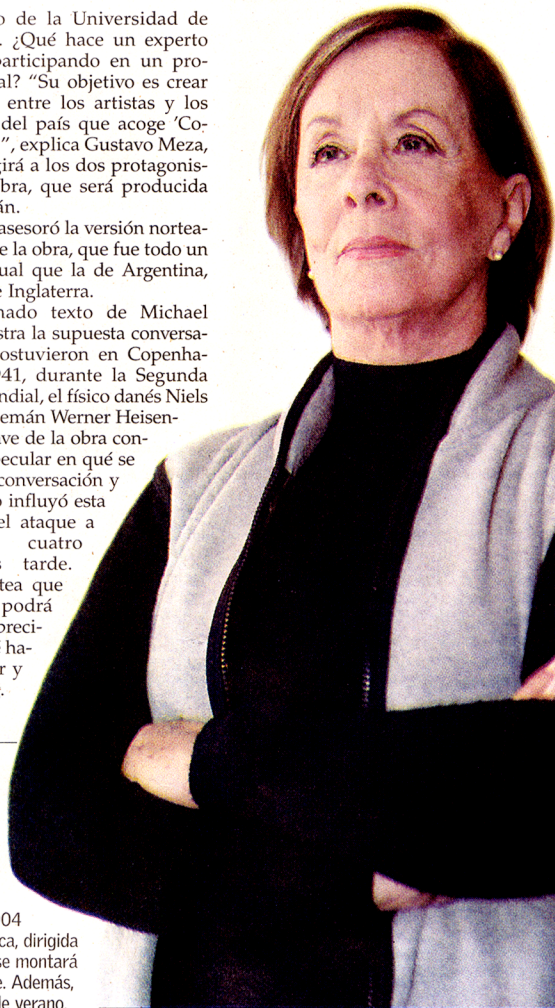 o de la Universidad de
. ¿Qué hace un experto
participando en un pro-
al? “Su objetivo es crear
entre los artistas y los
del país que acoge ‘Co-
”, explica Gustavo Meza,
girá a los dos protagonis-
bra, que será producida
án.
asesoró la versión nortea-
e la obra, que fue todo un
ual que la de Argentina,
e Inglaterra.
nado texto de Michael
stra la supuesta conversa-
ostuvieron en Copenha-
941, durante la Segunda
ndial, el físico danés Niels
emán Werner Heisen-
ave de la obra con-
pecular en qué se
conversación y
o influyó esta
el ataque a
cuatro
s tarde.
tea que
podrá
preci-
ha-
r y
.
04
ca, dirigida
se montará
e. Además,
de verano